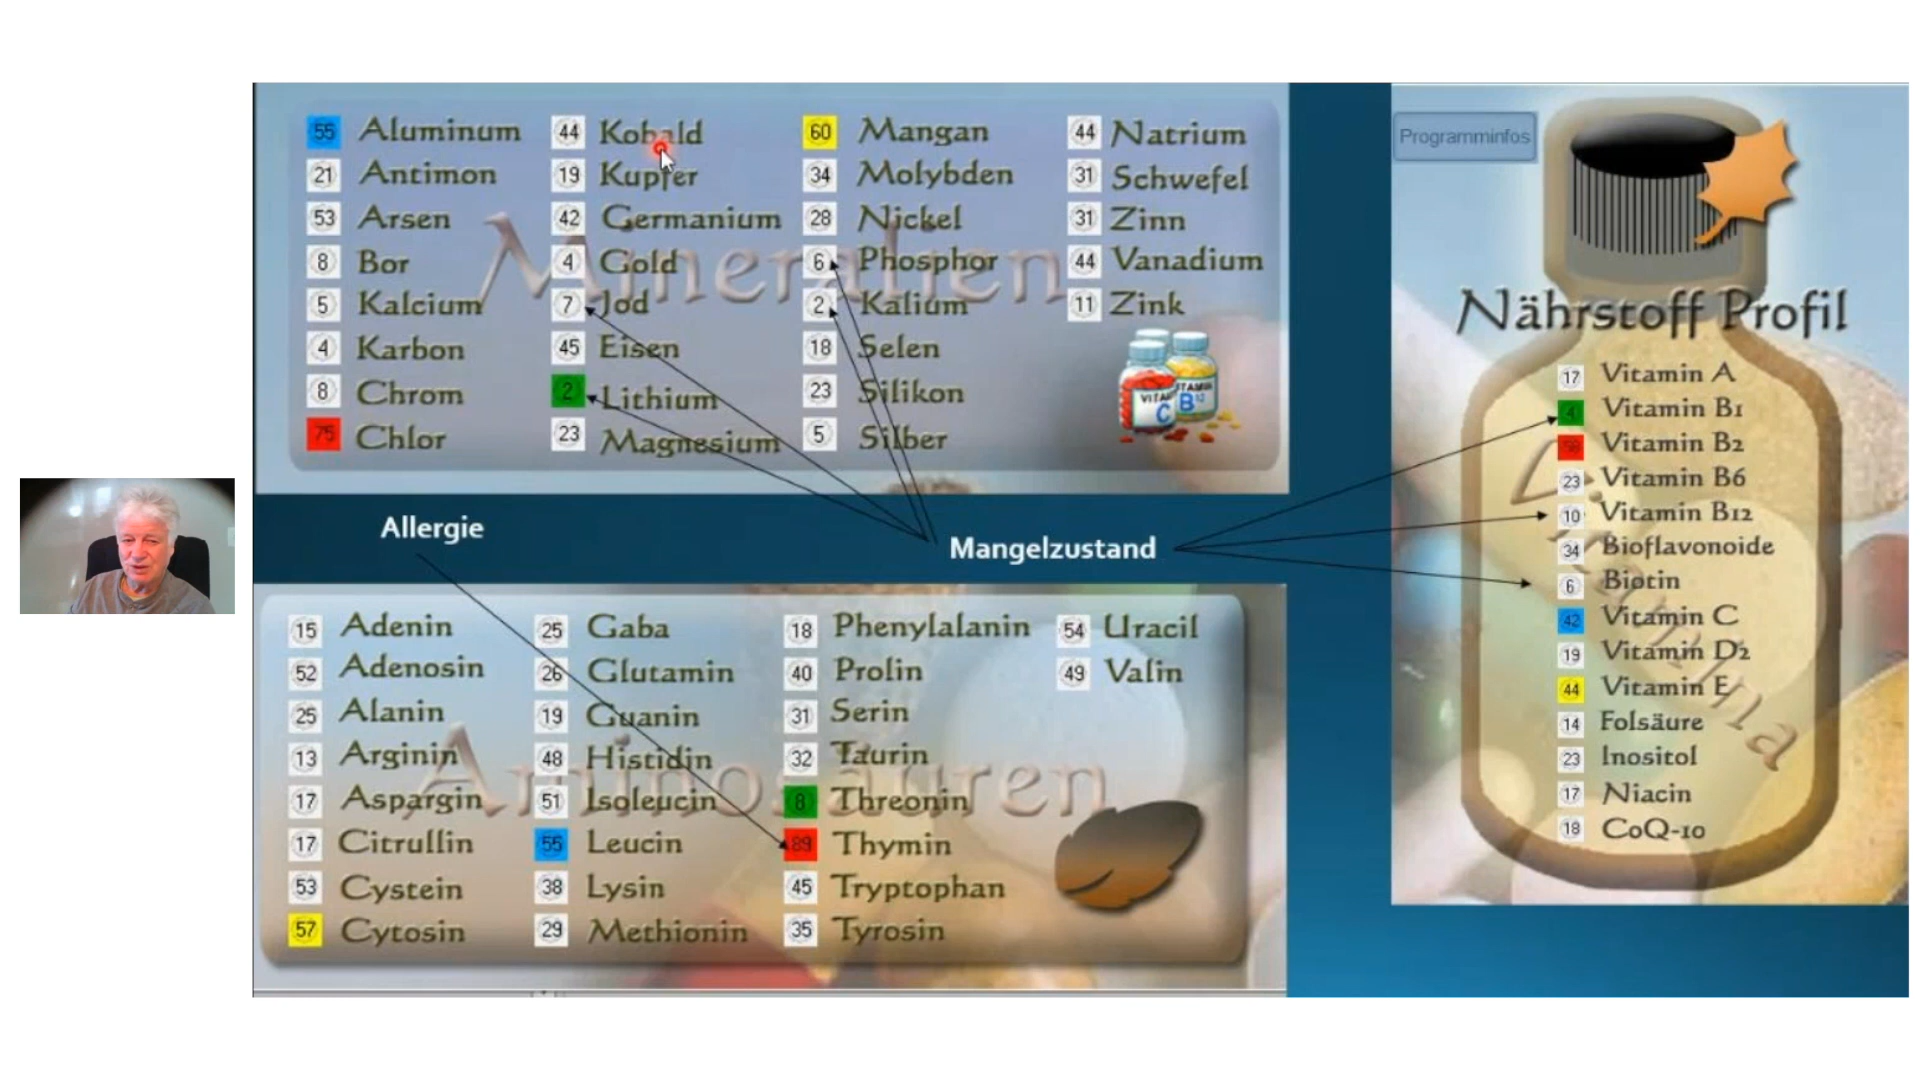 55 Aluminum 44 Kobald 60 Mangan 44 Natrium
21 Antimon 19 Kupfer 34 Molybden 31 Schwefel
53 Arsen 42 Germanium 28 Nickel 31 Zinn
8 Bor 4 Gold 6 Phosphor 44 Vanadium
5 Kalcium 7 Jod 2 Kalium 11 Zink
4 Karbon 45 Eisen 18 Selen
8 Chrom 2 Lithium 23 Silikon
75 Chlor 23 Magnesium 5 Silber
Mineralien
VITA C
VITAMIN B12
Allergie
Mangelzustand
15 Adenin 25 Gaba 18 Phenylalanin 54 Uracil
52 Adenosin 26 Glutamin 40 Prolin 49 Valin
25 Alanin 19 Guanin 31 Serin
13 Arginin 48 Histidin 32 Taurin
17 Aspargin 51 Isoleucin 8 Threonin
17 Citrullin 55 Leucin 89 Thymin
53 Cystein 38 Lysin 45 Tryptophan
57 Cytosin 29 Methionin 35 Tyrosin
Aminosäuren
Programminfos
Nährstoff Profil
17 Vitamin A
4 Vitamin B1
Vitamin B2
23 Vitamin B6
10 Vitamin B12
34 Bioflavonoide
6 Biotin
42 Vitamin C
19 Vitamin D2
44 Vitamin E
14 Folsäure
23 Inositol
17 Niacin
18 CoQ-10